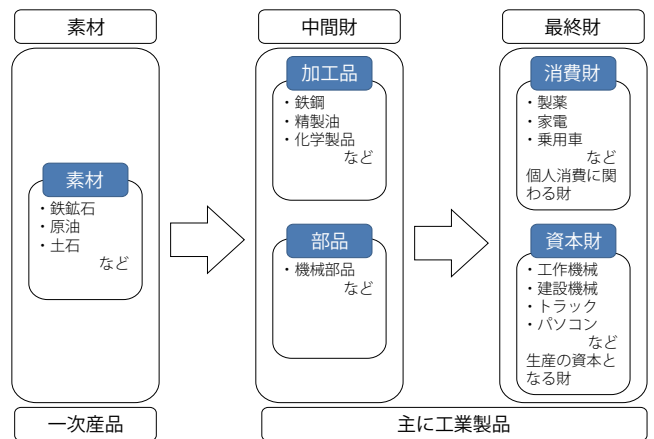 素材
素材
・鉄鉱石
・原油
・土石
など
一次産品
中間財
加工品
・鉄鋼
・精製油
・化学製品
など
部品
・機械部品
など
最終財
消費財
・製薬
・家電
・乗用車
など
個人消費に関
わる財
資本財
・工作機械
・建設機械
・トラック
・パソコン
など
生産の資本と
なる財
主に工業製品